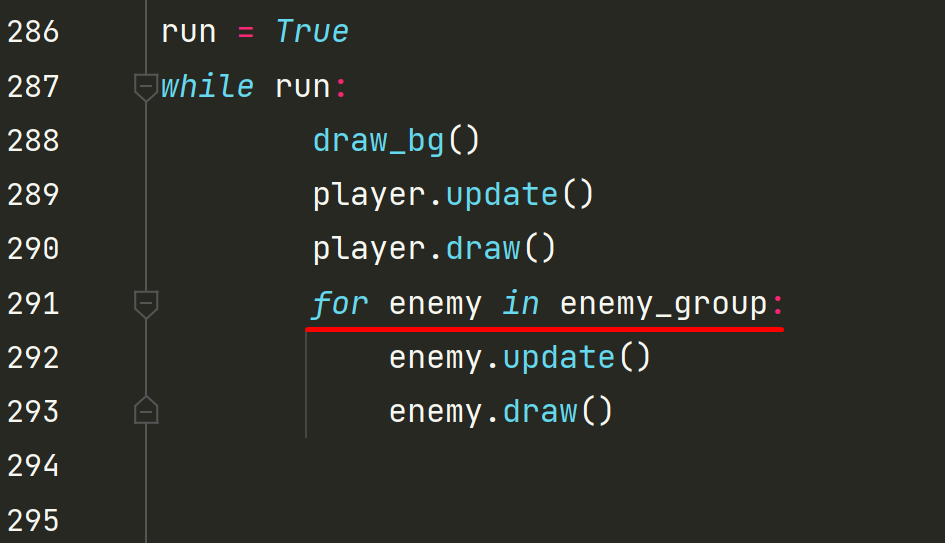 286 run = True
287 while run:
288         draw_bg()
289         player.update()
290         player.draw()
291         for enemy in enemy_group:
292             enemy.update()
293             enemy.draw()
294
295